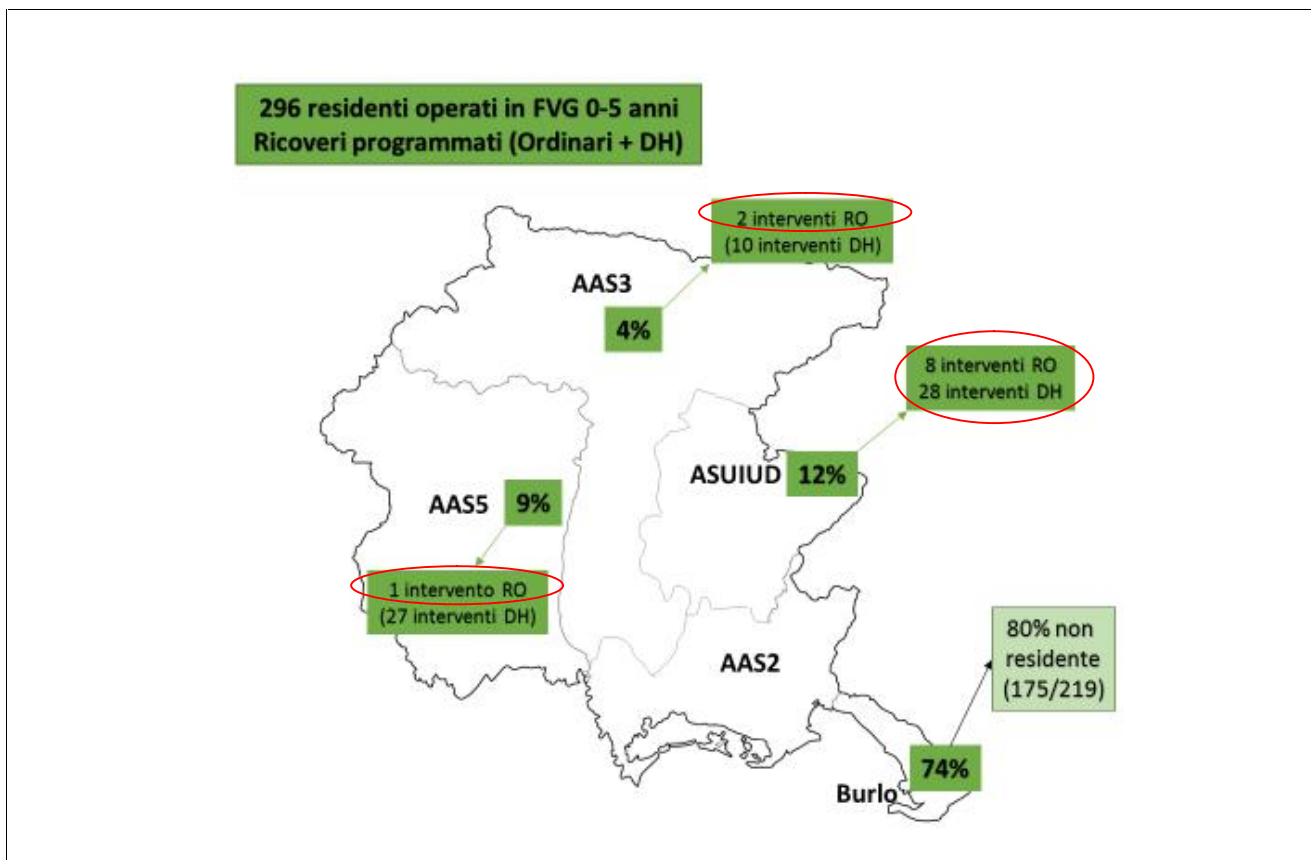 296 residenti operati in FVG 0-5 anni
Ricoveri programmati (Ordinari + DH)
2 interventi RO
(10 interventi DH)
AAS3
4%
8 interventi RO
28 interventi DH
ASUIUD
12%
AAS5
9%
1 intervento RO
(27 interventi DH)
AAS2
80% non
residente
(175/219)
74%
Burlo